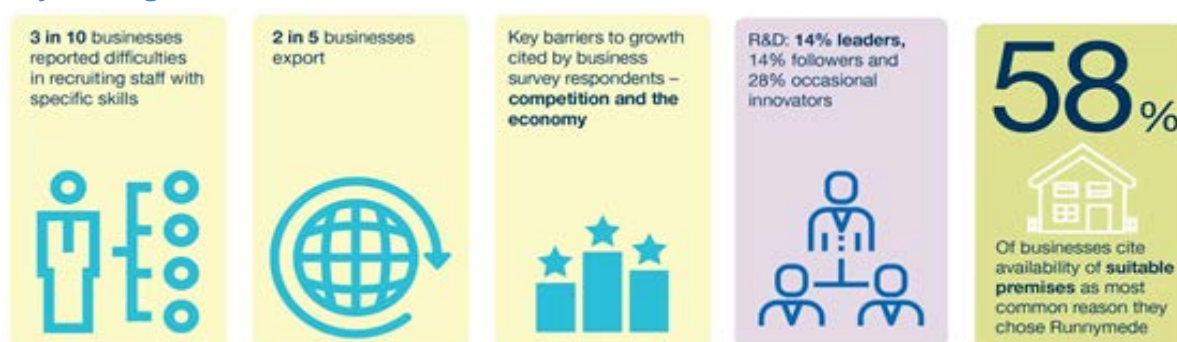 3 in 10 businesses
reported difficulties
in recruiting staff with
specific skills
2 in 5 businesses
export
Key barriers to growth
cited by business
survey respondents –
competition and the
economy
R&D: 14% leaders,
14% followers and
28% occasional
innovators
58%
Of businesses cite
availability of suitable
premises as most
common reason they
chose Runnymede